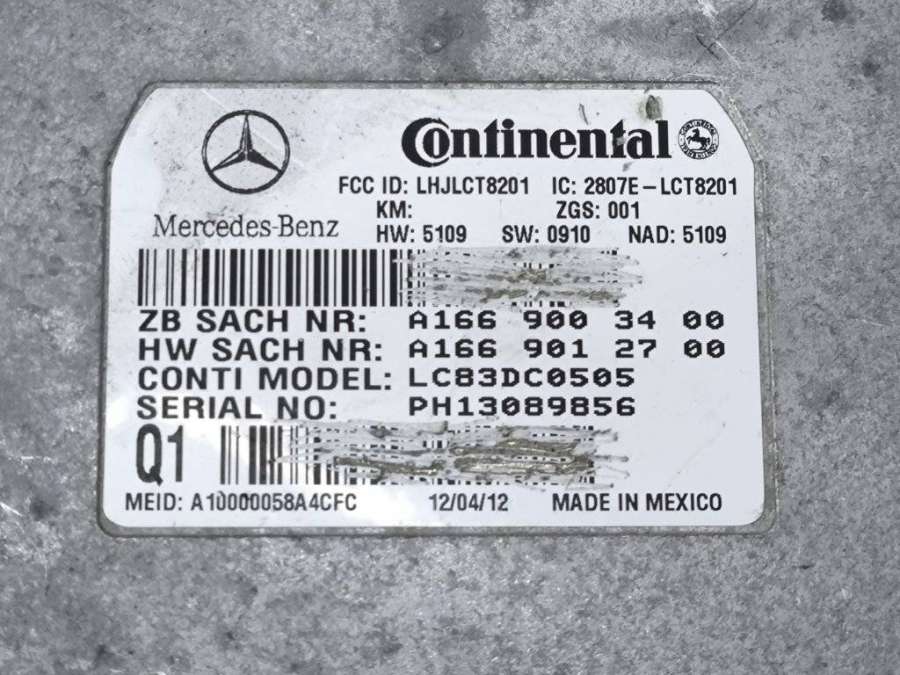 Continental
FCC ID: LHJLCT8201 IC: 2807E-LCT8201
KM: ZGS: 001
Mercedes-Benz
HW: 5109 SW: 0910 NAD: 5109
ZB SACH NR: A166 900 34 00
HW SACH NR: A166 901 27 00
CONTI MODEL: LC83DC0505
SERIAL NO: PH13089856
Q1
MEID: A10000058A4CFC 12/04/12 MADE IN MEXICO